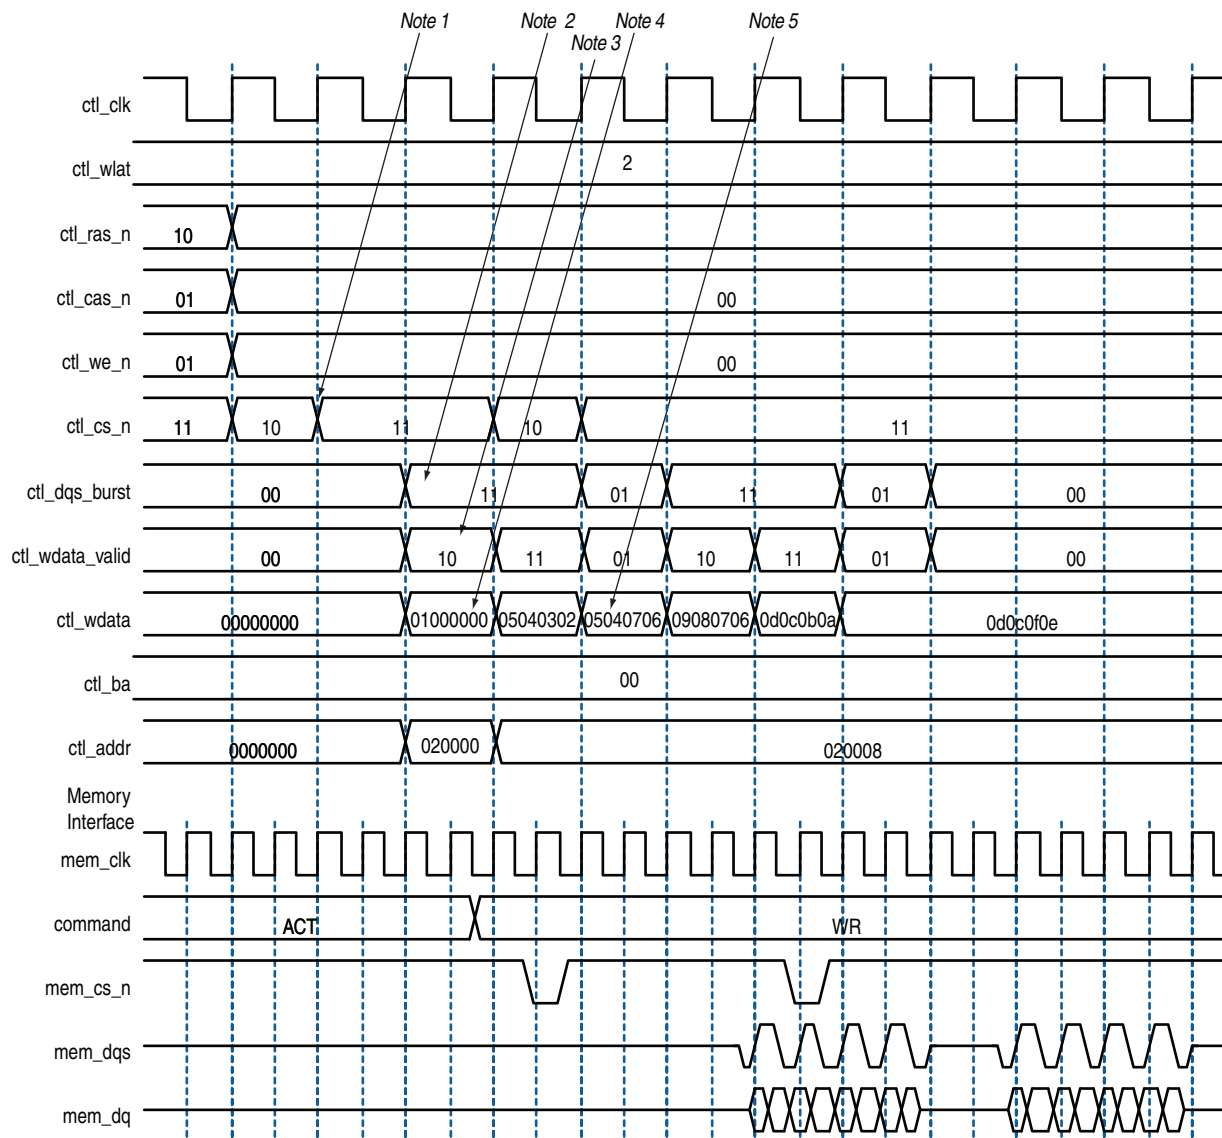 Note 1
Note 2
Note 3
Note 4
Note 5
ctl_clk
ctl_wlat
2
ctl_ras_n
10
ctl_cas_n
01
00
ctl_we_n
01
00
ctl_cs_n
11
10
11
10
11
ctl_dqs_burst
00
11
01
11
01
00
ctl_wdata_valid
00
10
11
01
10
11
01
00
ctl_wdata
00000000
01000000
05040302
05040706
09080706
0d0c0b0a
0d0c0f0e
ctl_ba
00
ctl_addr
0000000
020000
020008
Memory
Interface
mem_clk
command
ACT
WR
mem_cs_n
mem_dqs
mem_dq